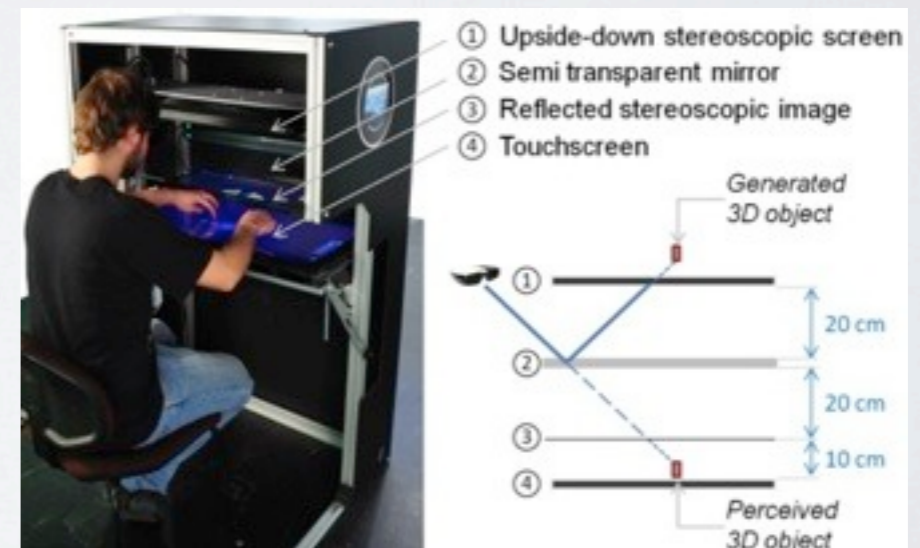 ① Upside-down stereoscopic screen
② Semi transparent mirror
③ Reflected stereoscopic image
④ Touchscreen
Generated
3D object
①
20 cm
②
20 cm
③
10 cm
④
Perceived
3D object